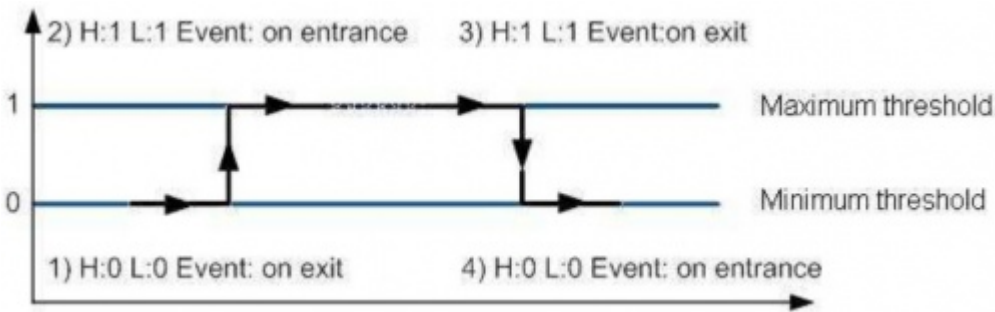 2) H:1 L:1 Event: on entrance
3) H:1 L:1 Event:on exit
1
Maximum threshold
0
Minimum threshold
1) H:0 L:0 Event: on exit
4) H:0 L:0 Event: on entrance